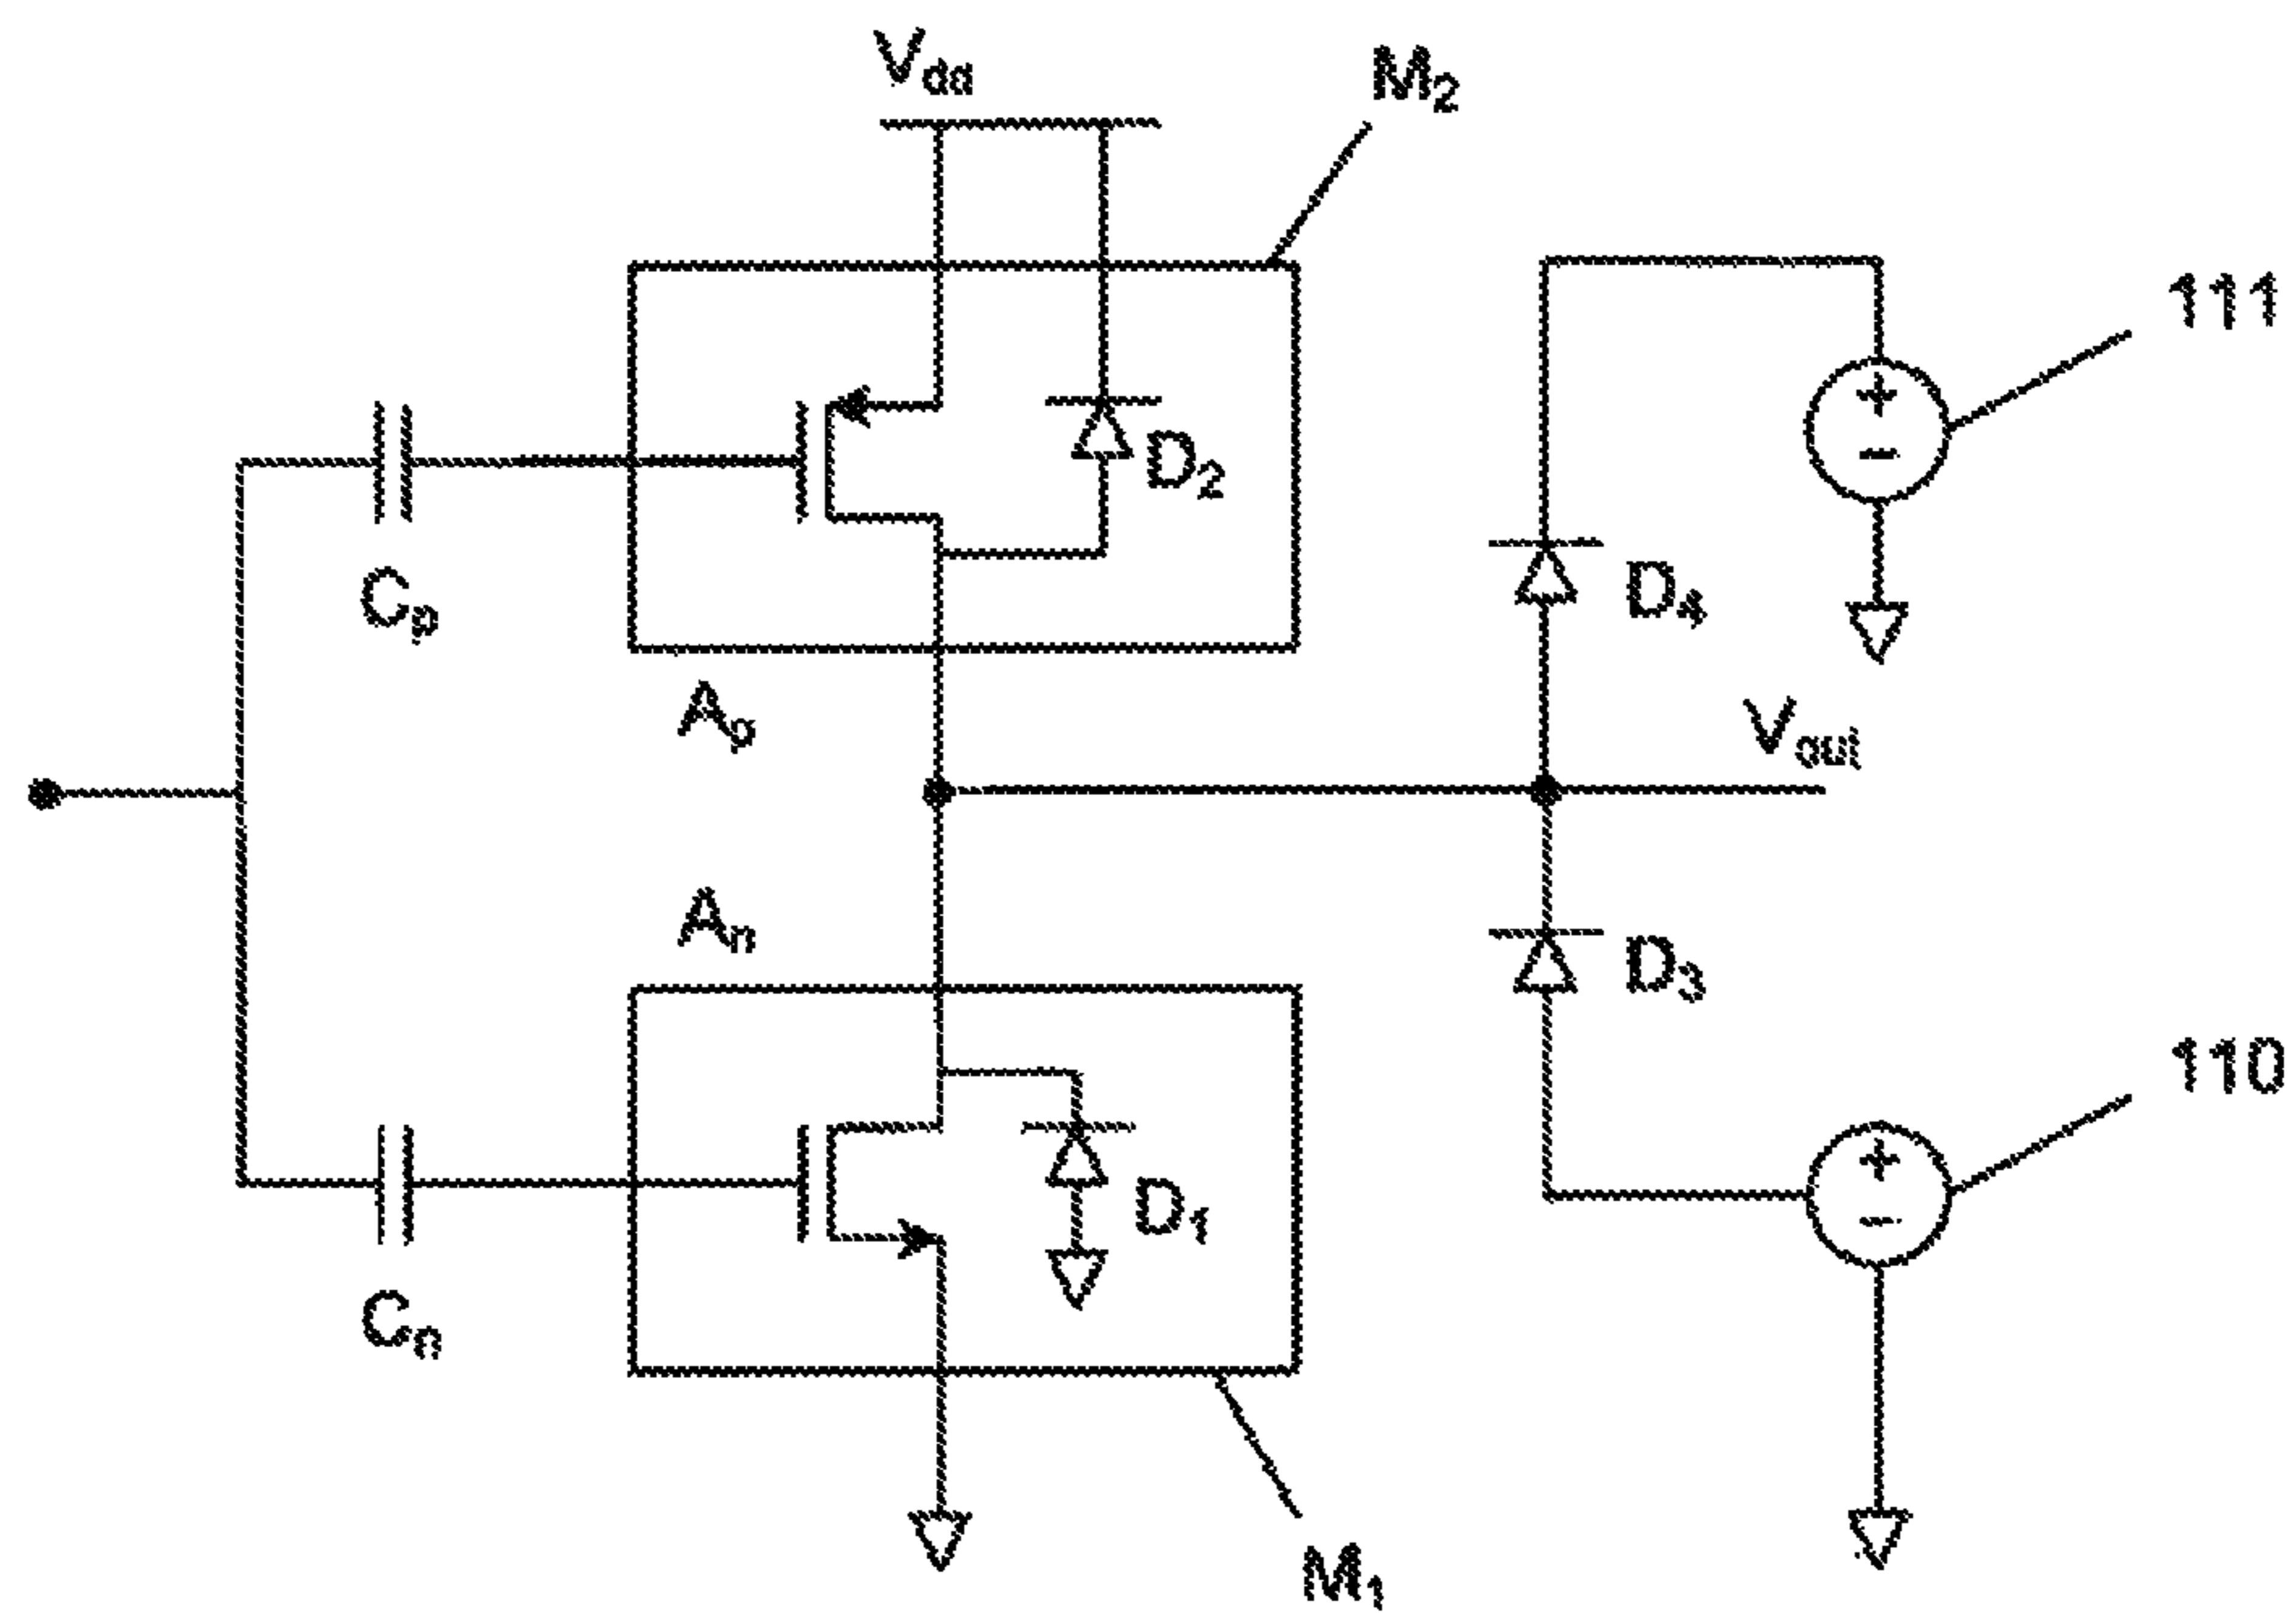 Vdd
M2
111
+
-
D2
D4
Cp
Ap
Vout
An
D3
110
+
-
D1
Cn
M1